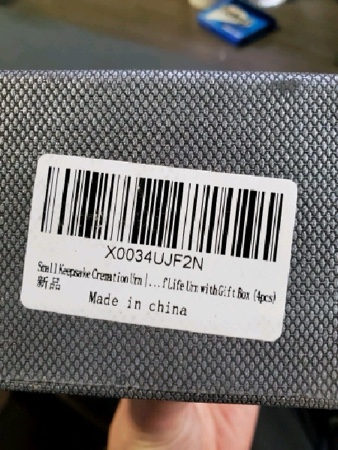 X0034UJF2N
Small Keepsake Cremation Urn |...f Life Urn with Gift Box (4pcs)
新品
Made in china